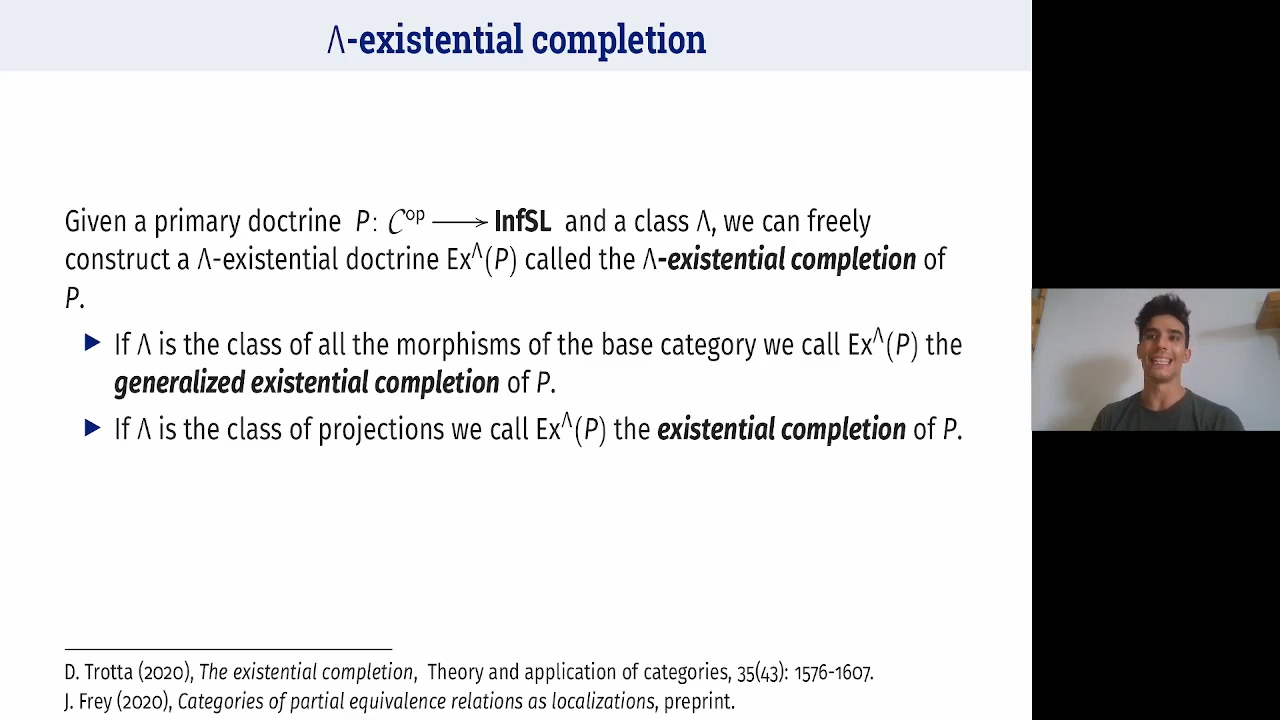 Λ-existential completion
Given a primary doctrine P: 𝒞ᵒᵖ ⟶ InfSL and a class Λ, we can freely
construct a Λ-existential doctrine Ex^Λ(P) called the Λ-existential completion of
P.
▶ If Λ is the class of all the morphisms of the base category we call Ex^Λ(P) the
generalized existential completion of P.
▶ If Λ is the class of projections we call Ex^Λ(P) the existential completion of P.
D. Trotta (2020), The existential completion, Theory and application of categories, 35(43): 1576-1607.
J. Frey (2020), Categories of partial equivalence relations as localizations, preprint.